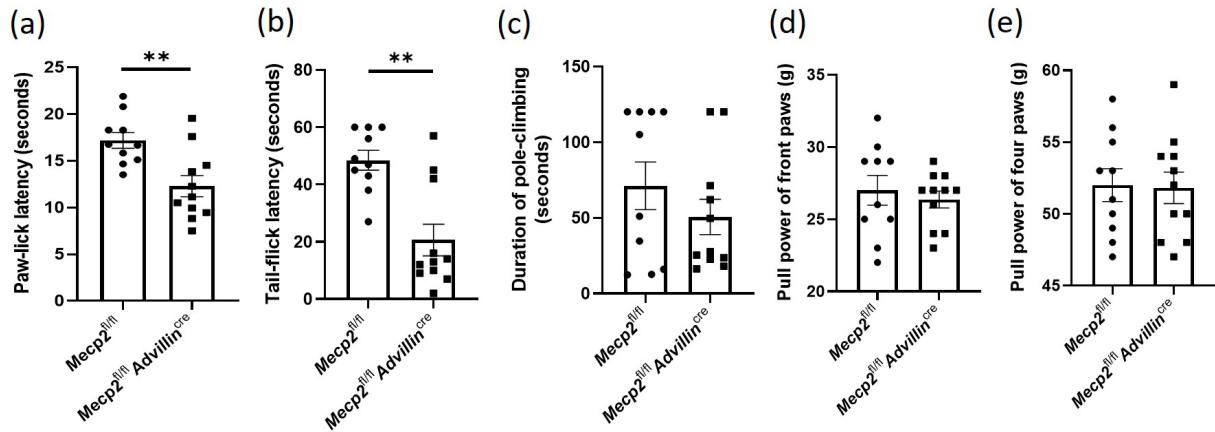 (a)
Paw-lick latency (seconds)
25
20
15
10
5
0
**
Mecp2fl/fl
Mecp2fl/fl Advillincre
(b)
Tail-flick latency (seconds)
80
60
40
20
0
**
Mecp2fl/fl
Mecp2fl/fl Advillincre
(c)
Duration of pole-climbing
(seconds)
150
100
50
0
Mecp2fl/fl
Mecp2fl/fl Advillincre
(d)
Pull power of front paws (g)
35
30
25
20
Mecp2fl/fl
Mecp2fl/fl Advillincre
(e)
Pull power of four paws (g)
60
55
50
45
Mecp2fl/fl
Mecp2fl/fl Advillincre